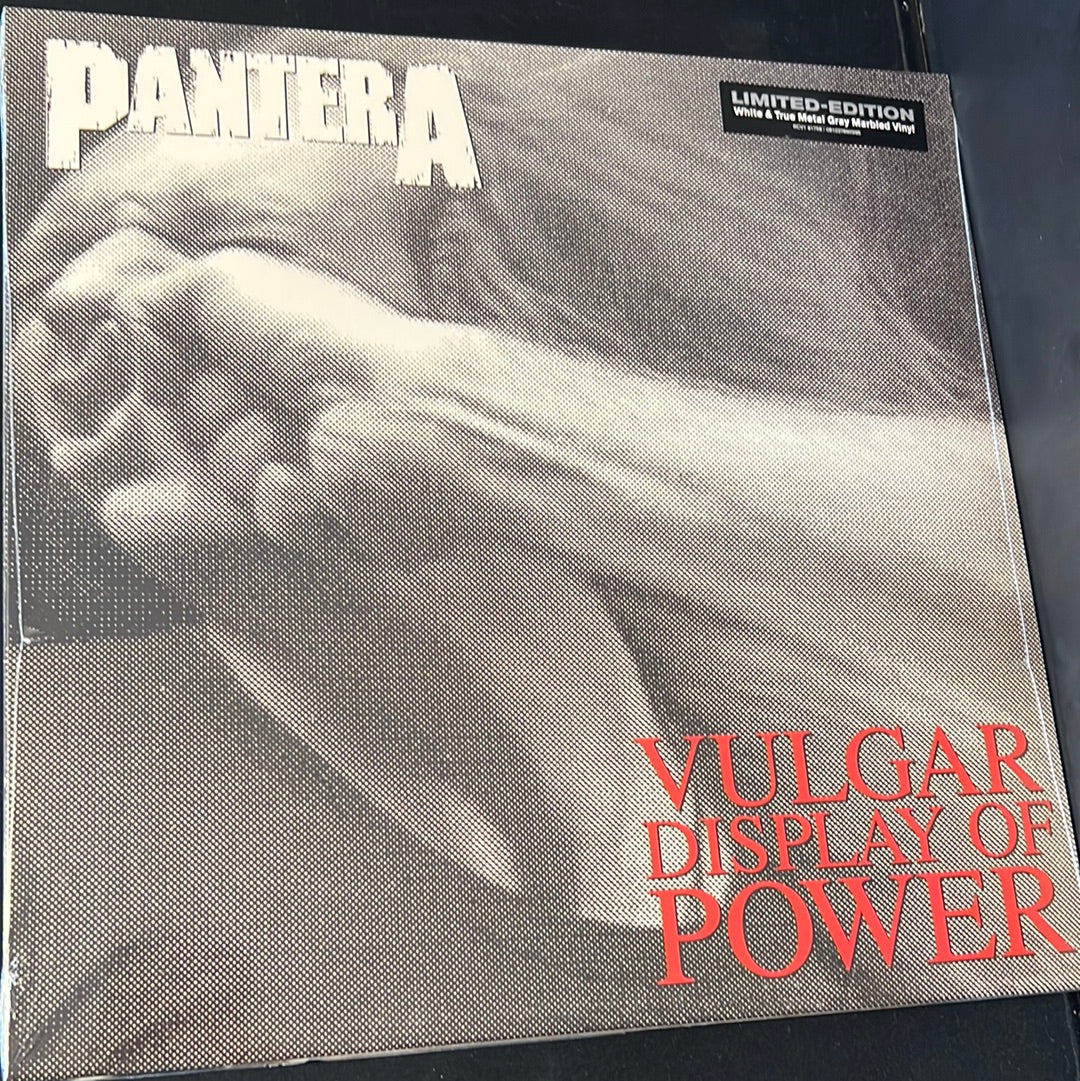 PANTERA
LIMITED-EDITION
White & True Metal Gray Marbled Vinyl
VULGAR
DISPLAY OF
POWER